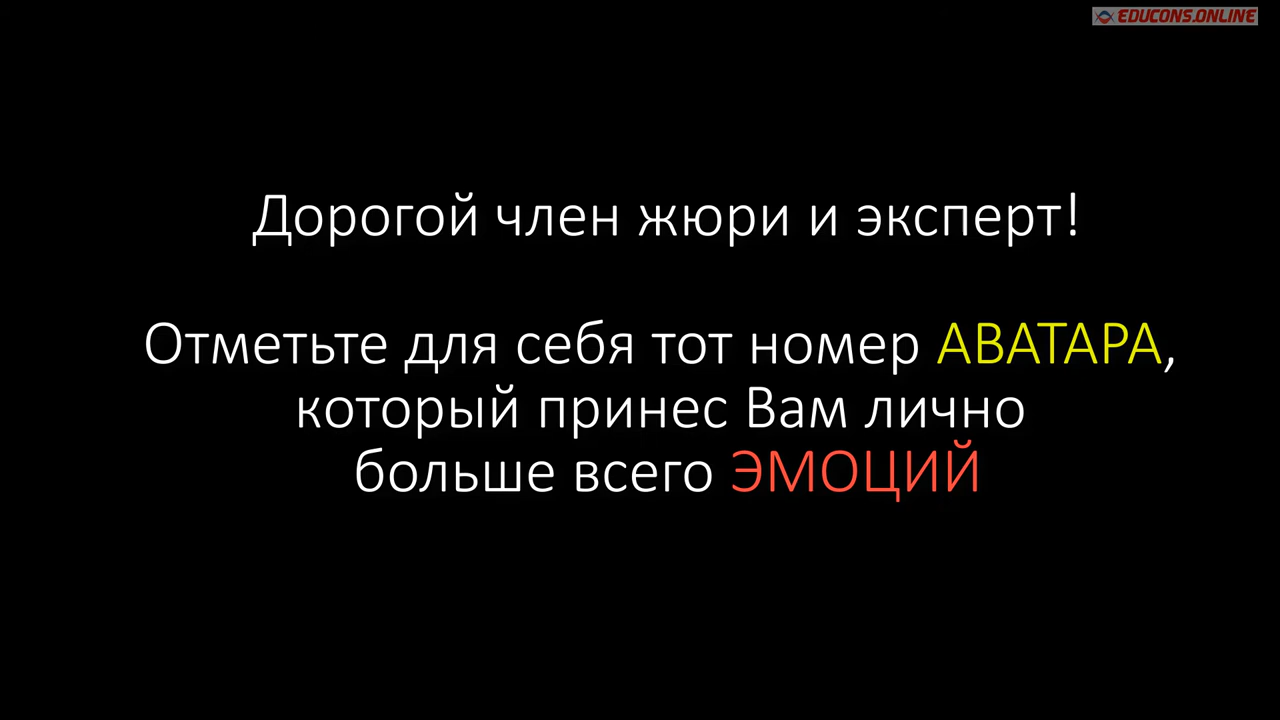 EDUCONS.ONLINE
Дорогой член жюри и эксперт!
Отметьте для себя тот номер АВАТАРА,
который принес Вам лично
больше всего ЭМОЦИЙ